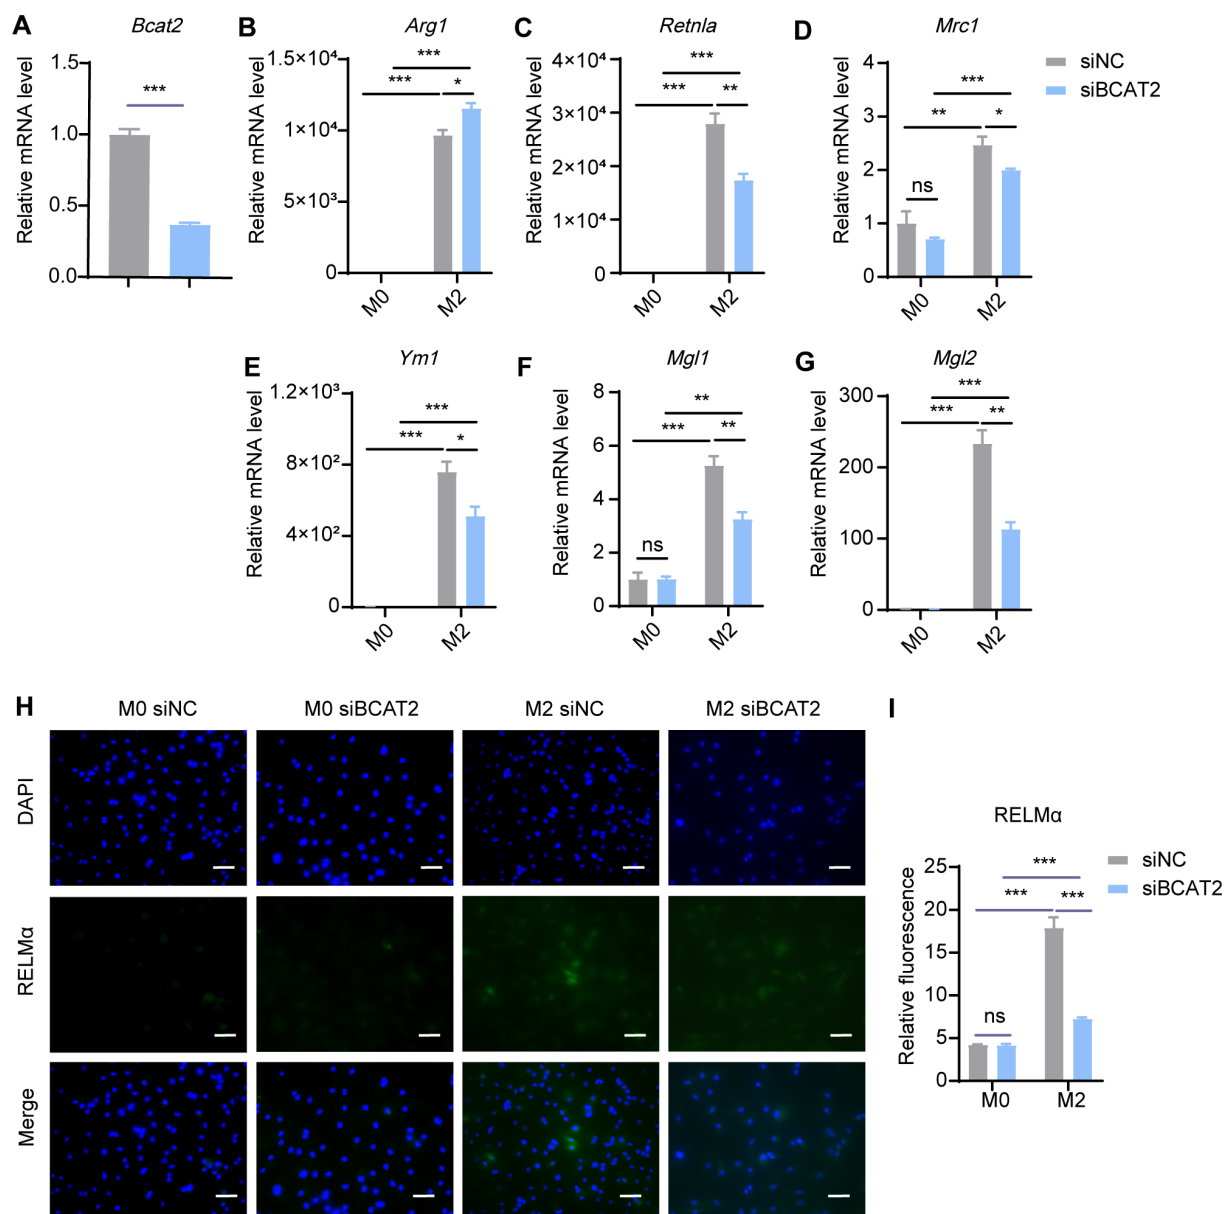 A
Bcat2
Relative mRNA level
1.5
1.0
0.5
0.0
***
B
Arg1
Relative mRNA level
1.5×10⁴
1×10⁴
5×10³
0
***
***
*
M0
M2
C
Retnla
Relative mRNA level
4×10⁴
3×10⁴
2×10⁴
1×10⁴
0
***
***
**
M0
M2
D
Mrc1
Relative mRNA level
4
3
2
1
0
***
**
*
ns
M0
M2
siNC
siBCAT2
E
Ym1
Relative mRNA level
1.2×10³
8×10²
4×10²
0
***
***
*
M0
M2
F
Mgl1
Relative mRNA level
8
6
4
2
0
**
***
**
ns
M0
M2
G
Mgl2
Relative mRNA level
300
200
100
0
***
***
**
M0
M2
H
M0 siNC
M0 siBCAT2
M2 siNC
M2 siBCAT2
DAPI
RELMα
Merge
I
RELMα
Relative fluorescence
25
20
15
10
5
0
***
***
***
ns
M0
M2
siNC
siBCAT2